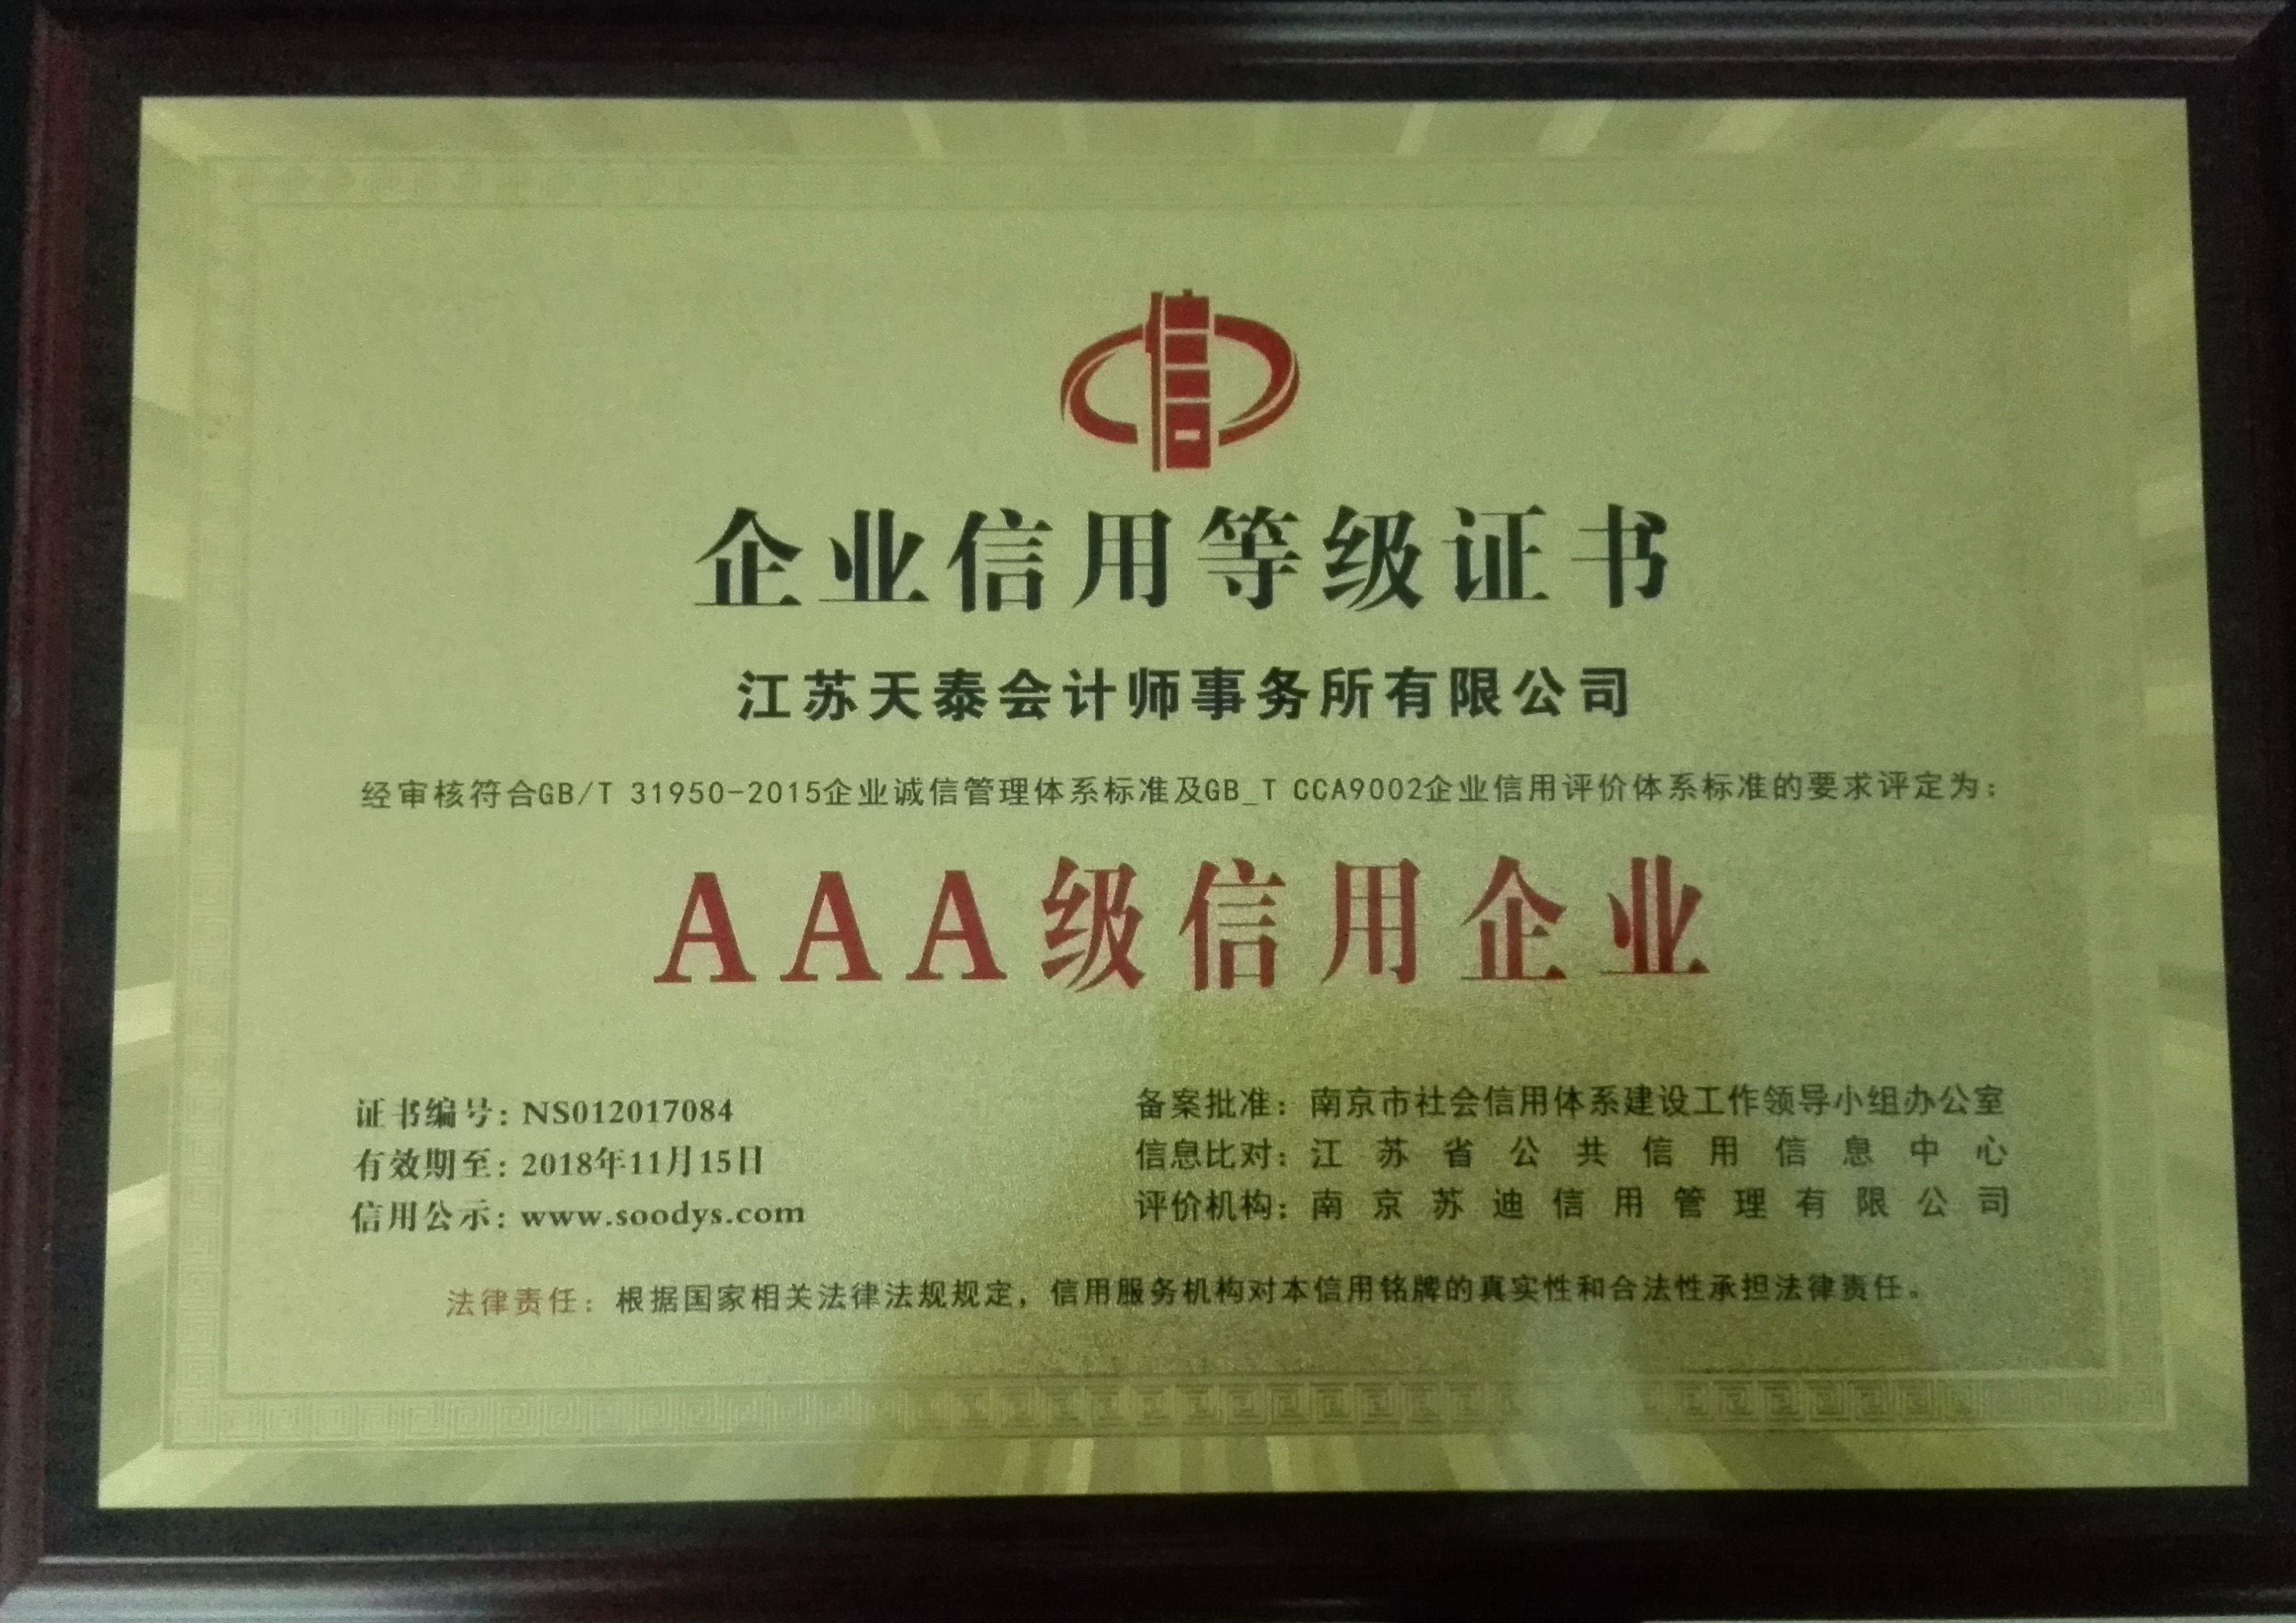 企业信用等级证书
江苏天泰会计师事务所有限公司
经审核符合GB/T 31950-2015企业诚信管理体系标准及GB_T CCA9002企业信用评价体系标准的要求评定为：
AAA级信用企业
证书编号：NS012017084
有效期至：2018年11月15日
信用公示：www.soodys.com
备案批准：南京市社会信用体系建设工作领导小组办公室
信息比对：江苏省公共信用信息中心
评价机构：南京苏迪信用管理有限公司
法律责任：根据国家相关法律法规规定，信用服务机构对本信用铭牌的真实性和合法性承担法律责任。